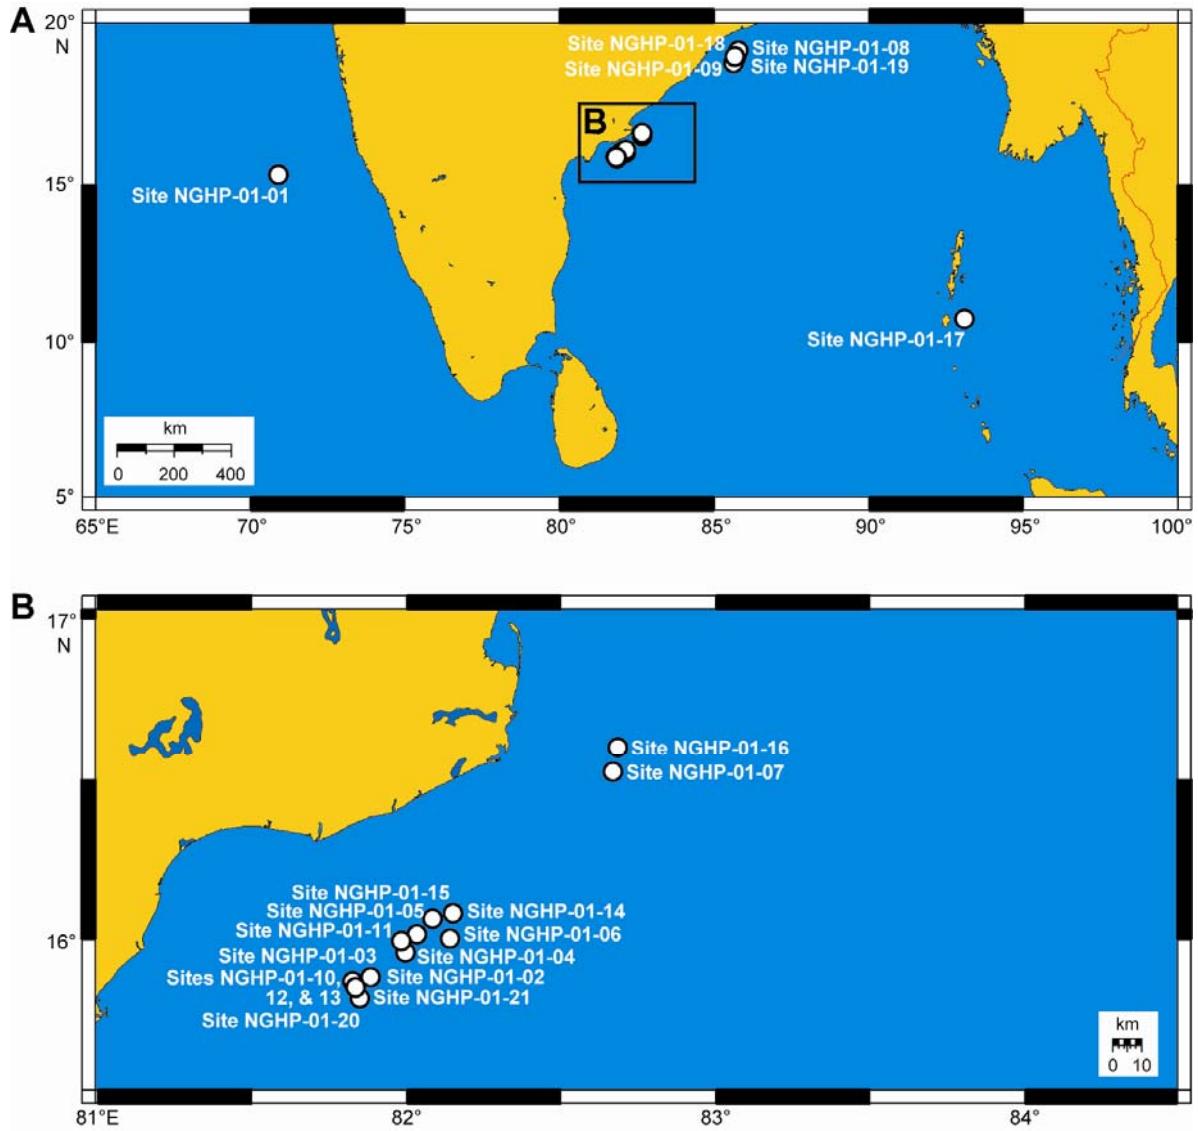 A
20°
N
Site NGHP-01-18
Site NGHP-01-08
Site NGHP-01-09
Site NGHP-01-19
B
15°
Site NGHP-01-01
10°
Site NGHP-01-17
km
0 200 400
5°
65°E 70° 75° 80° 85° 90° 95° 100°
B
17°
N
Site NGHP-01-16
Site NGHP-01-07
Site NGHP-01-15
Site NGHP-01-05
Site NGHP-01-14
Site NGHP-01-11
Site NGHP-01-06
16°
Site NGHP-01-03
Site NGHP-01-04
Sites NGHP-01-10,
Site NGHP-01-02
12, & 13
Site NGHP-01-21
Site NGHP-01-20
km
0 10
81°E 82° 83° 84°